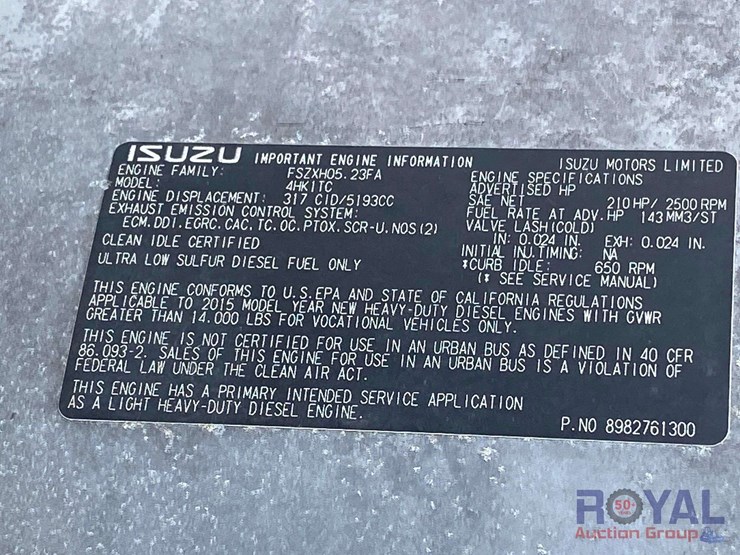 ISUZU IMPORTANT ENGINE INFORMATION ISUZU MOTORS LIMITED
ENGINE FAMILY: FSZXH05.23FA
MODEL: 4HK1TC
ENGINE DISPLACEMENT: 317 CID/5193CC
EXHAUST EMISSION CONTROL SYSTEM:
ECM.DDI.EGRC.CAC.TC.OC.PTOX.SCR-U.NOS(2)
CLEAN IDLE CERTIFIED
ULTRA LOW SULFUR DIESEL FUEL ONLY
ENGINE SPECIFICATIONS
ADVERTISED HP
SAE NET 210 HP/ 2500 RPM
FUEL RATE AT ADV.HP 143 MM3/ST
VALVE LASH(COLD)
IN: 0.024 IN. EXH: 0.024 IN.
INITIAL INJ.TIMING: NA
*CURB IDLE: 650 RPM
(* SEE SERVICE MANUAL)
THIS ENGINE CONFORMS TO U.S.EPA AND STATE OF CALIFORNIA REGULATIONS
APPLICABLE TO 2015 MODEL YEAR NEW HEAVY-DUTY DIESEL ENGINES WITH GVWR
GREATER THAN 14.000 LBS FOR VOCATIONAL VEHICLES ONLY.
THIS ENGINE IS NOT CERTIFIED FOR USE IN AN URBAN BUS AS DEFINED IN 40 CFR
86.093-2. SALES OF THIS ENGINE FOR USE IN AN URBAN BUS IS A VIOLATION OF
FEDERAL LAW UNDER THE CLEAN AIR ACT.
THIS ENGINE HAS A PRIMARY INTENDED SERVICE APPLICATION
AS A LIGHT HEAVY-DUTY DIESEL ENGINE.
P.NO 8982761300
ROYAL
50+
Auction Group